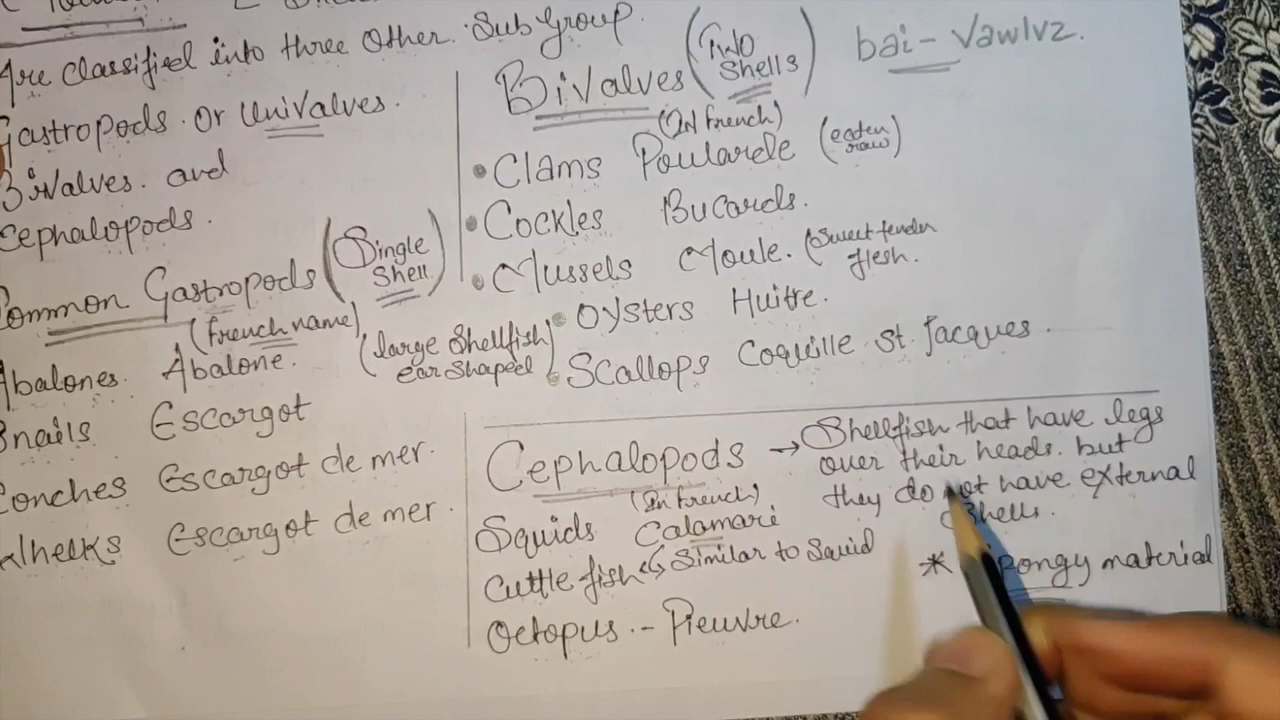 Are Classified into three Other Sub Group.
Gastropods. Or Univalves.
Bivalves. and
Cephalopods.
Common Gastropods (Single Shell)
(French name)
Abalones. Abalone. (large Shellfish ear Shaped)
Snails Escargot
Conches Escargot de mer.
Whelks Escargot de mer.
Bivalves (Two Shells) bai - Vawlvz.
(In French)
• Clams Poularde (eaten raw)
• Cockles Bucards.
• Mussels Moule. (Sweet tender flesh.
• Oysters Huitre.
• Scallops Coquille St. Jacques.
Cephalopods → Shellfish that have legs
over their heads. but
they do not have external
Shells.
(In French)
Squids Calamari
Cuttle fish Similar to Squid
* Spongy material
Octopus. - Pieuvre.